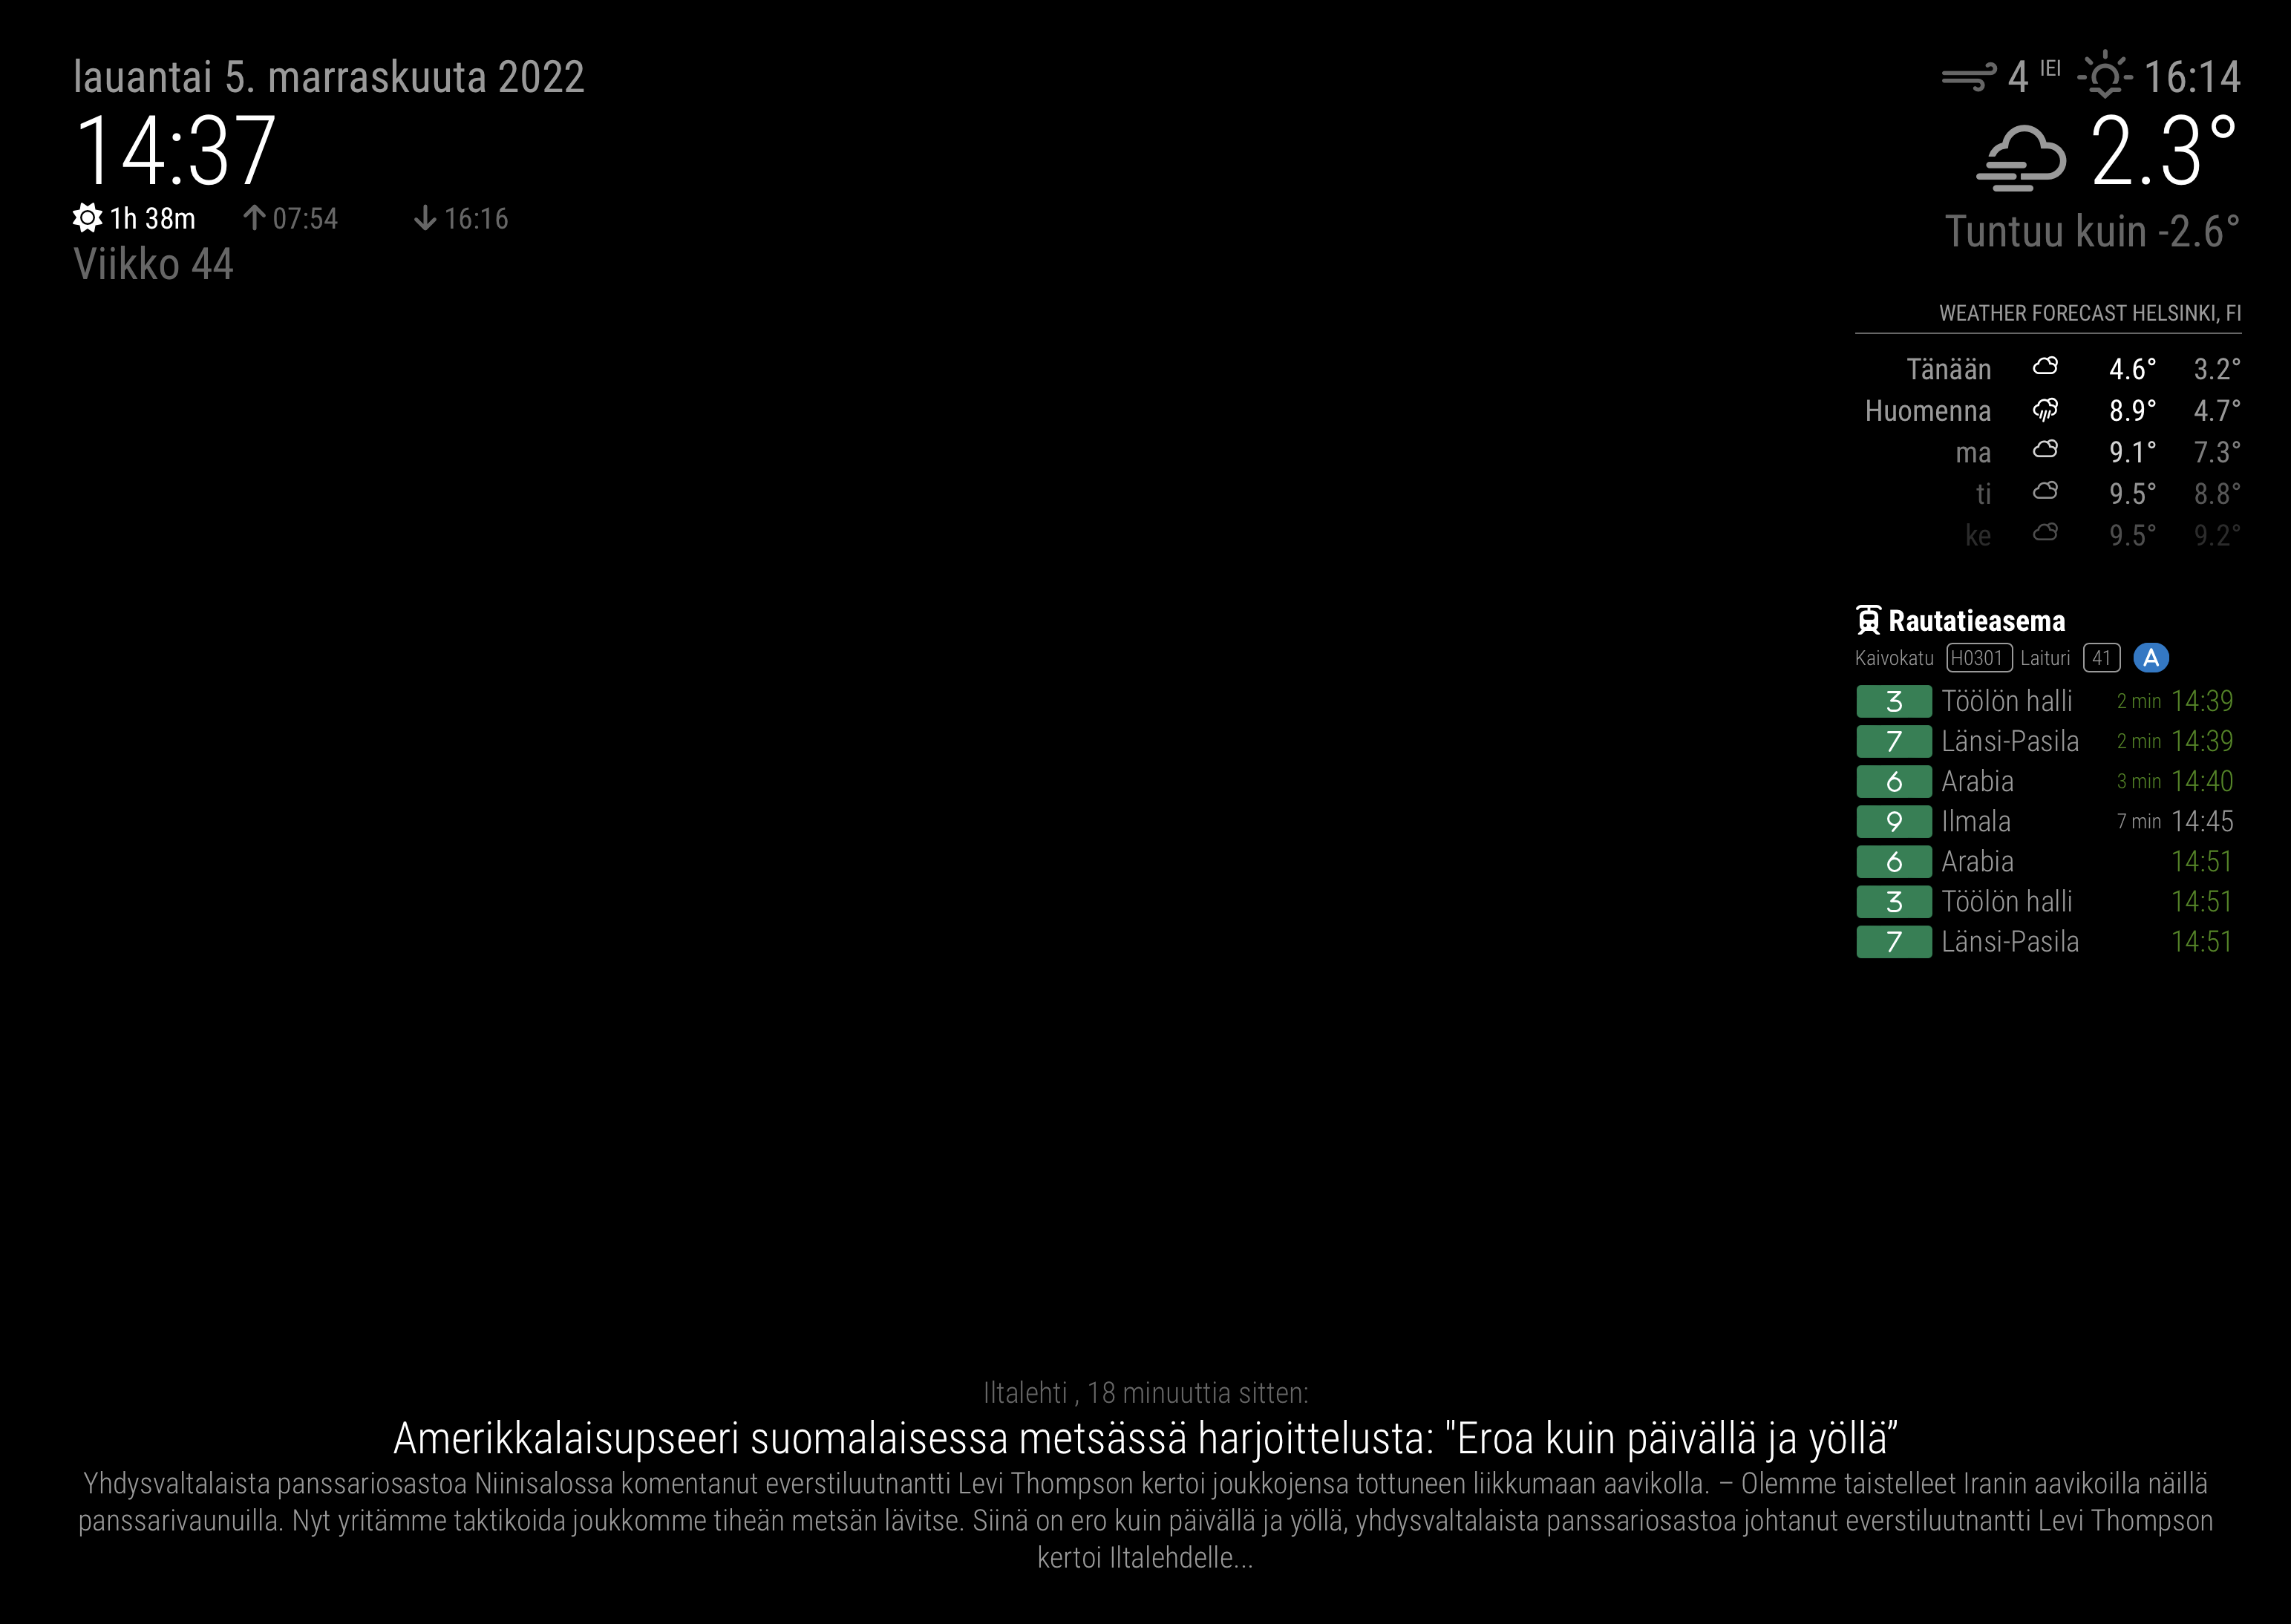 lauantai 5. marraskuuta 2022
14:37
1h 38m 07:54 16:16
Viikko 44
4 IEI 16:14
2.3°
Tuntuu kuin -2.6°
WEATHER FORECAST HELSINKI, FI
Tänään 4.6° 3.2°
Huomenna 8.9° 4.7°
ma 9.1° 7.3°
ti 9.5° 8.8°
ke 9.5° 9.2°
Rautatieasema
Kaivokatu H0301 Laituri 41 A
3 Töölön halli 2 min 14:39
7 Länsi-Pasila 2 min 14:39
6 Arabia 3 min 14:40
9 Ilmala 7 min 14:45
6 Arabia 14:51
3 Töölön halli 14:51
7 Länsi-Pasila 14:51
Iltalehti , 18 minuuttia sitten:
Amerikkalaisupseeri suomalaisessa metsässä harjoittelusta: "Eroa kuin päivällä ja yöllä”
Yhdysvaltalaista panssariosastoa Niinisalossa komentanut everstiluutnantti Levi Thompson kertoi joukkojensa tottuneen liikkumaan aavikolla. – Olemme taistelleet Iranin aavikoilla näillä
panssarivaunuilla. Nyt yritämme taktikoida joukkomme tiheän metsän lävitse. Siinä on ero kuin päivällä ja yöllä, yhdysvaltalaista panssariosastoa johtanut everstiluutnantti Levi Thompson
kertoi Iltalehdelle...